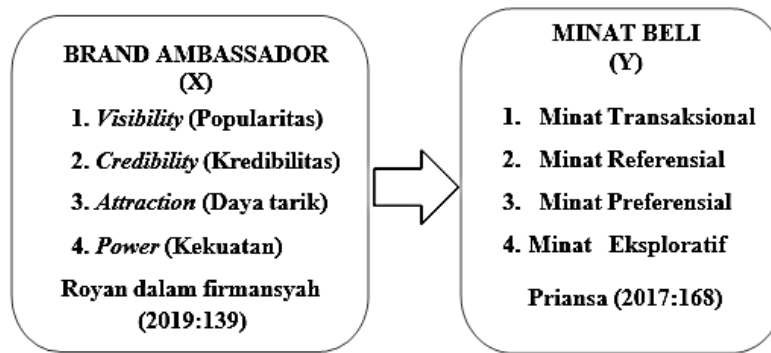 BRAND AMBASSADOR
(X)
1. Visibility (Popularitas)
2. Credibility (Kredibilitas)
3. Attraction (Daya tarik)
4. Power (Kekuatan)
Royan dalam firmansyah
(2019:139)
MINAT BELI
(Y)
1. Minat Transaksional
2. Minat Referensial
3. Minat Preferensial
4. Minat Eksploratif
Priansa (2017:168)